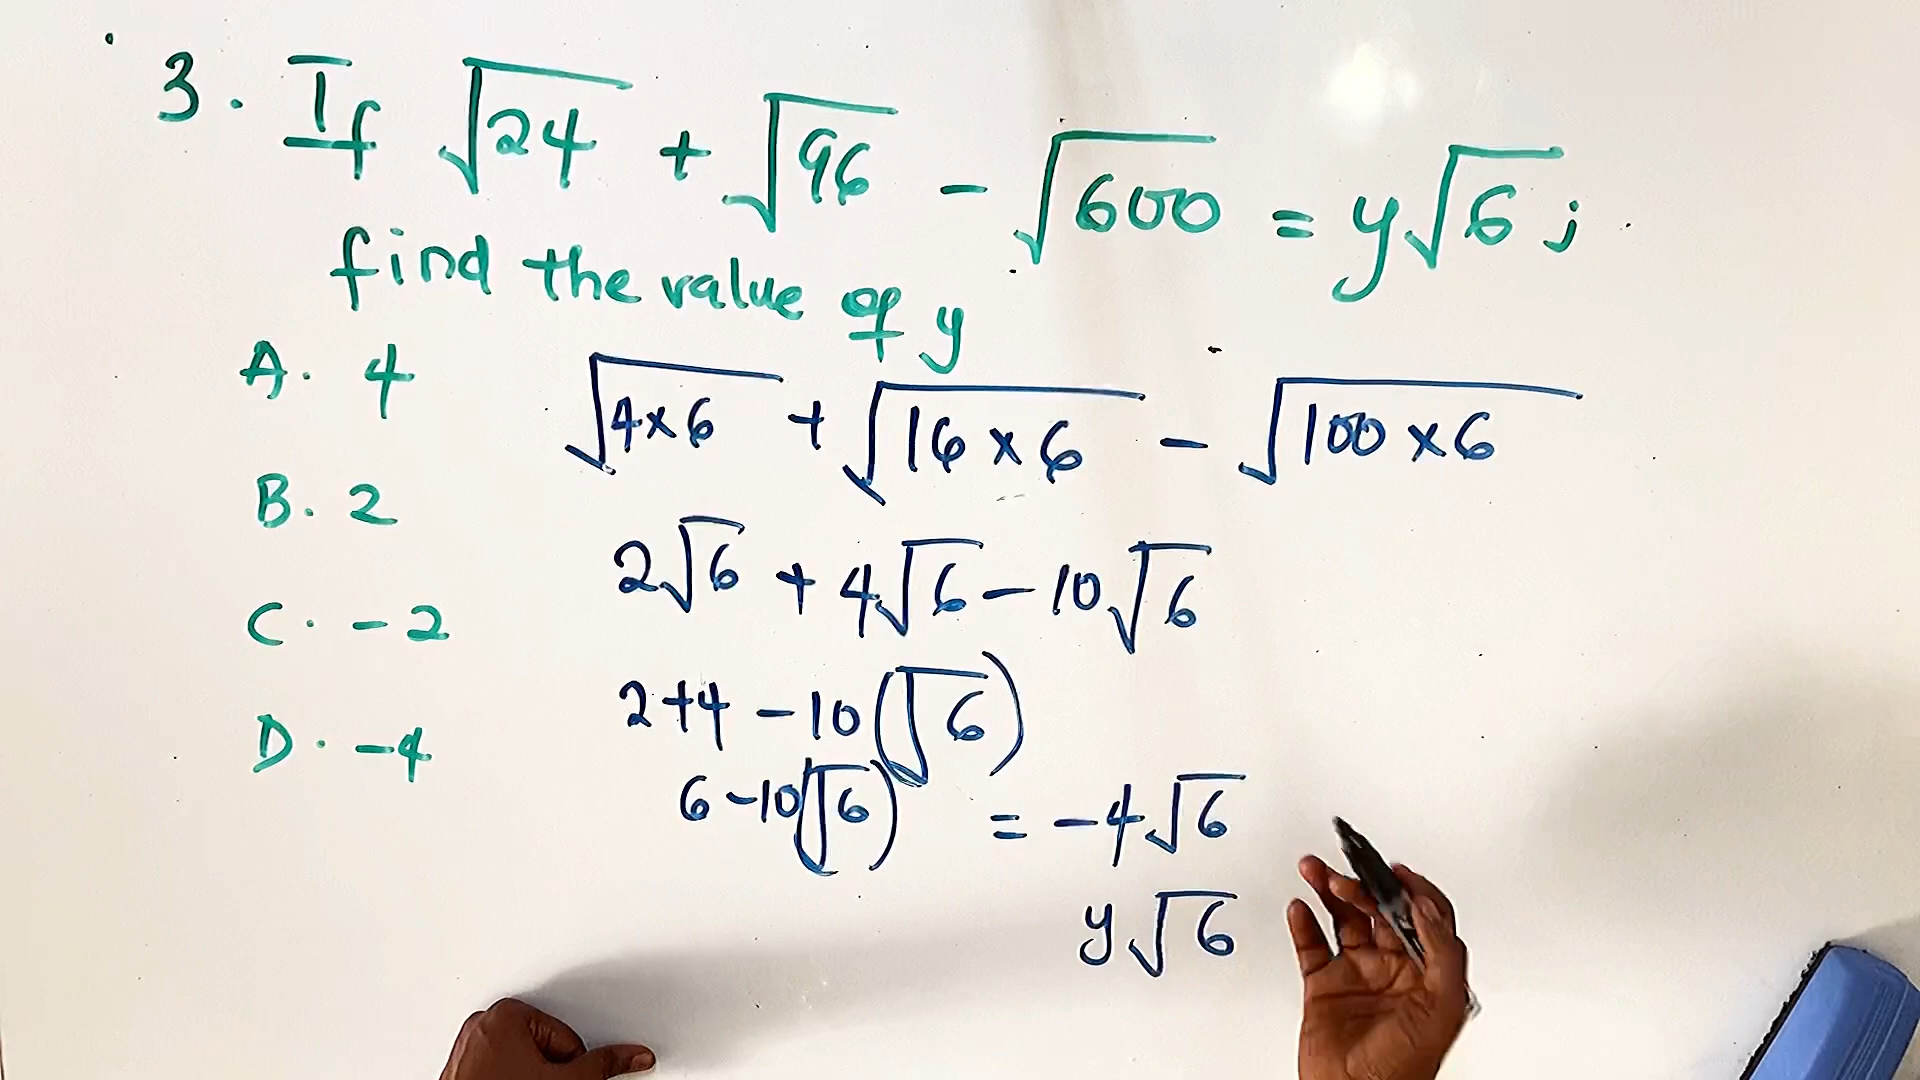 3. If √24 + √96 - √600 = y√6;
find the value of y
A. 4
B. 2
C. -2
D. -4
√4×6 + √16×6 - √100×6
2√6 + 4√6 - 10√6
2+4 - 10(√6)
6 - 10(√6) = -4√6
y√6